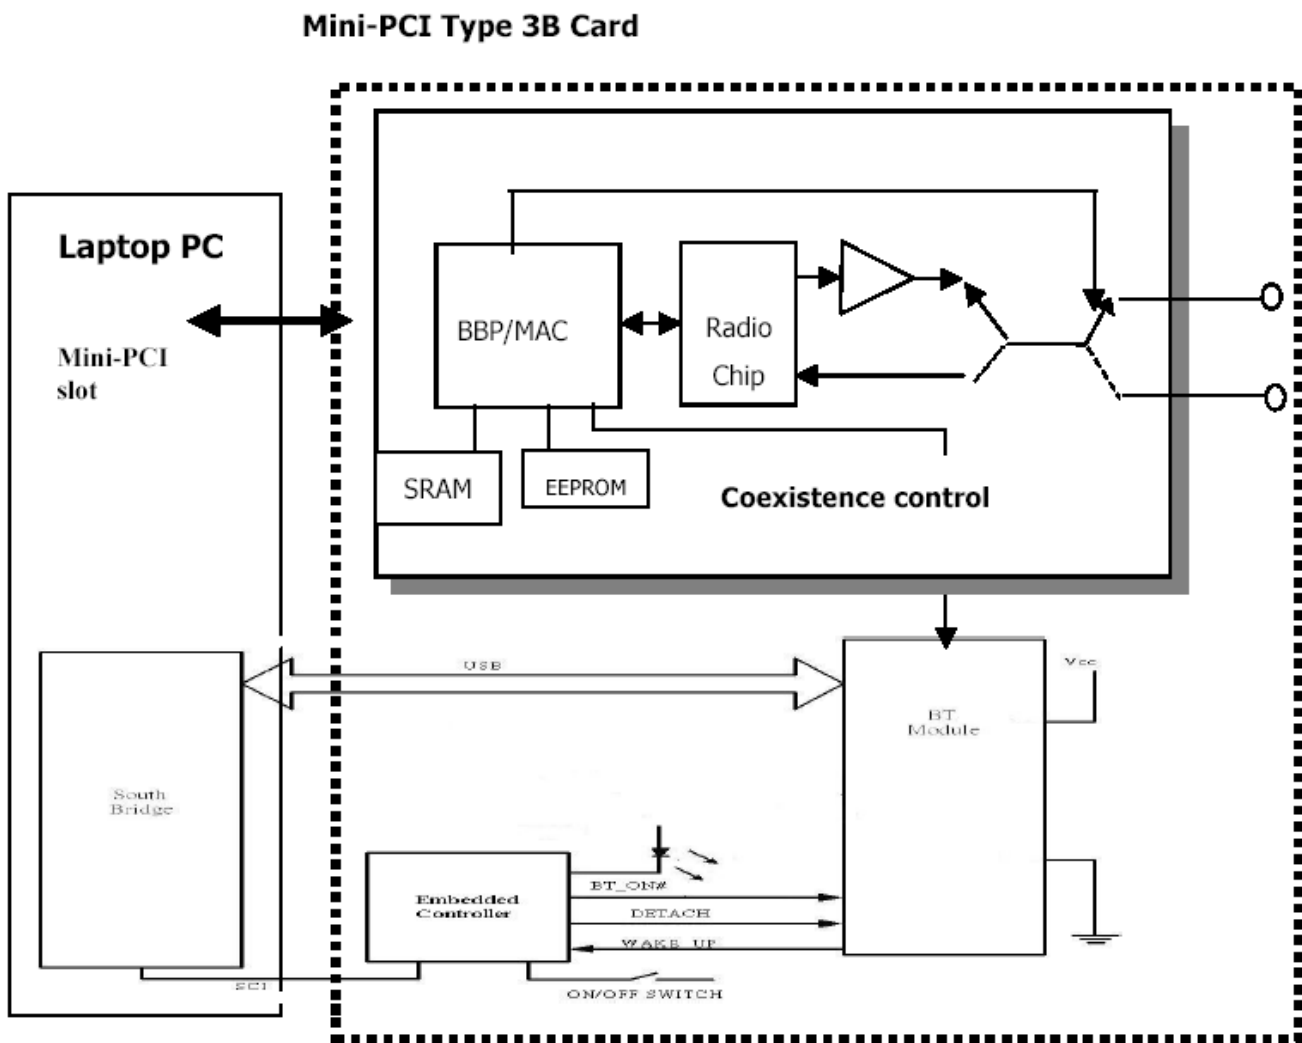 Mini-PCI Type 3B Card
Laptop PC
Mini-PCI
slot
BBP/MAC
Radio
Chip
SRAM
EEPROM
Coexistence control
USB
Vcc
BT
Module
South
Bridge
Embedded
Controller
BT_ON#
DETACH
WAKE_UP
SCI
ON/OFF SWITCH